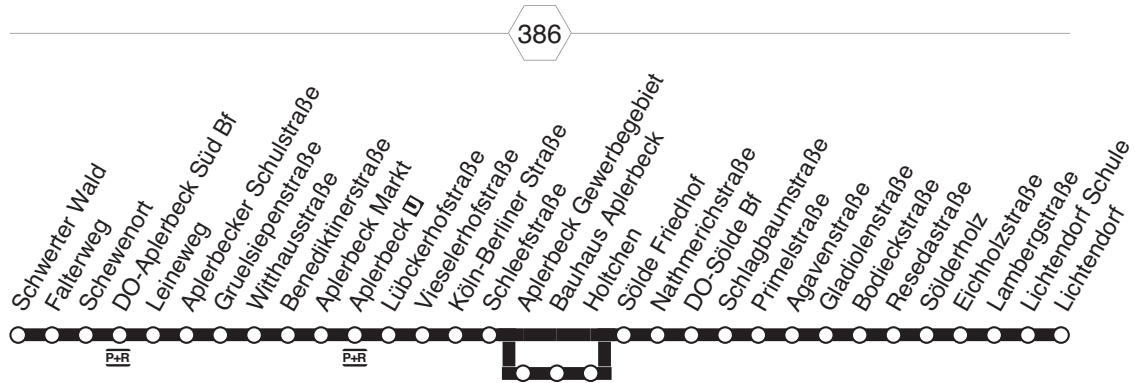 386
Schwerter Wald
Falterweg
Schewenort
DO-Aplerbeck Süd Bf
Leineweg
Aplerbecker Schulstraße
Gruelsiepenstraße
Witthausstraße
Benediktinerstraße
Aplerbeck Markt
Aplerbeck U
Lübckerhofstraße
Vieselerhofstraße
Köln-Berliner Straße
Schleefstraße
Aplerbeck Gewerbegebiet
Bauhaus Aplerbeck
Holtchen
Sölde Friedhof
Nathmerichstraße
DO-Sölde Bf
Schlagbaumstraße
Primelstraße
Agavenstraße
Gladiolenstraße
Bodieckstraße
Resedastraße
Sölderholz
Eichholzstraße
Lambergstraße
Lichtendorf Schule
Lichtendorf
P+R
P+R